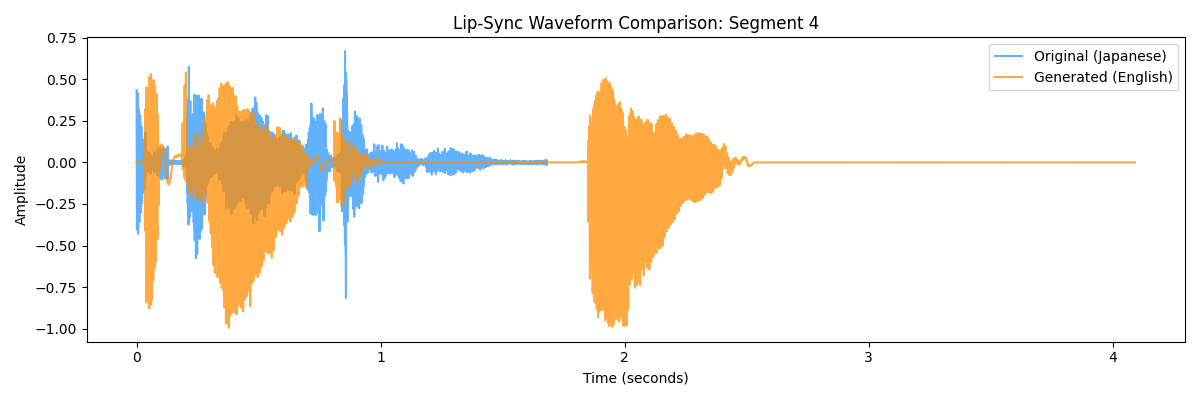 Lip-Sync Waveform Comparison: Segment 4
Original (Japanese)
Generated (English)
Amplitude
0.75
0.50
0.25
0.00
−0.25
−0.50
−0.75
−1.00
0 1 2 3 4
Time (seconds)